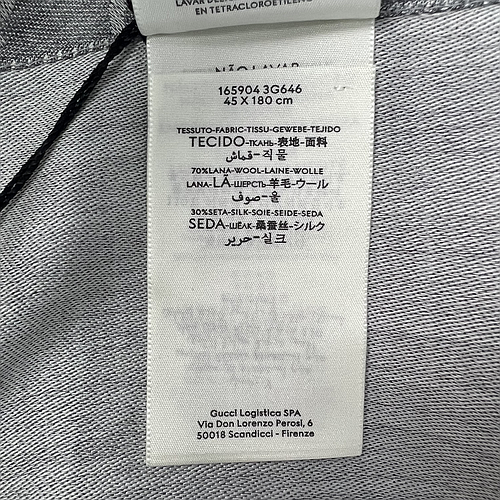 EN TETRACLOROETILENO
NÃO LAVAR
165904 3G646
45 X 180 cm
TESSUTO-FABRIC-TISSU-GEWEBE-TEJIDO
TECIDO-ТКАНЬ-表地-面料
قماش-직물
70%LANA-WOOL-LAINE-WOLLE
LANA-LÃ-ШЕРСТЬ-羊毛-ウール
صوف-울
30%SETA-SILK-SOIE-SEIDE-SEDA
SEDA-ШЁЛК-桑蚕丝-シルク
حرير-실크
Gucci Logistica SPA
Via Don Lorenzo Perosi, 6
50018 Scandicci - Firenze